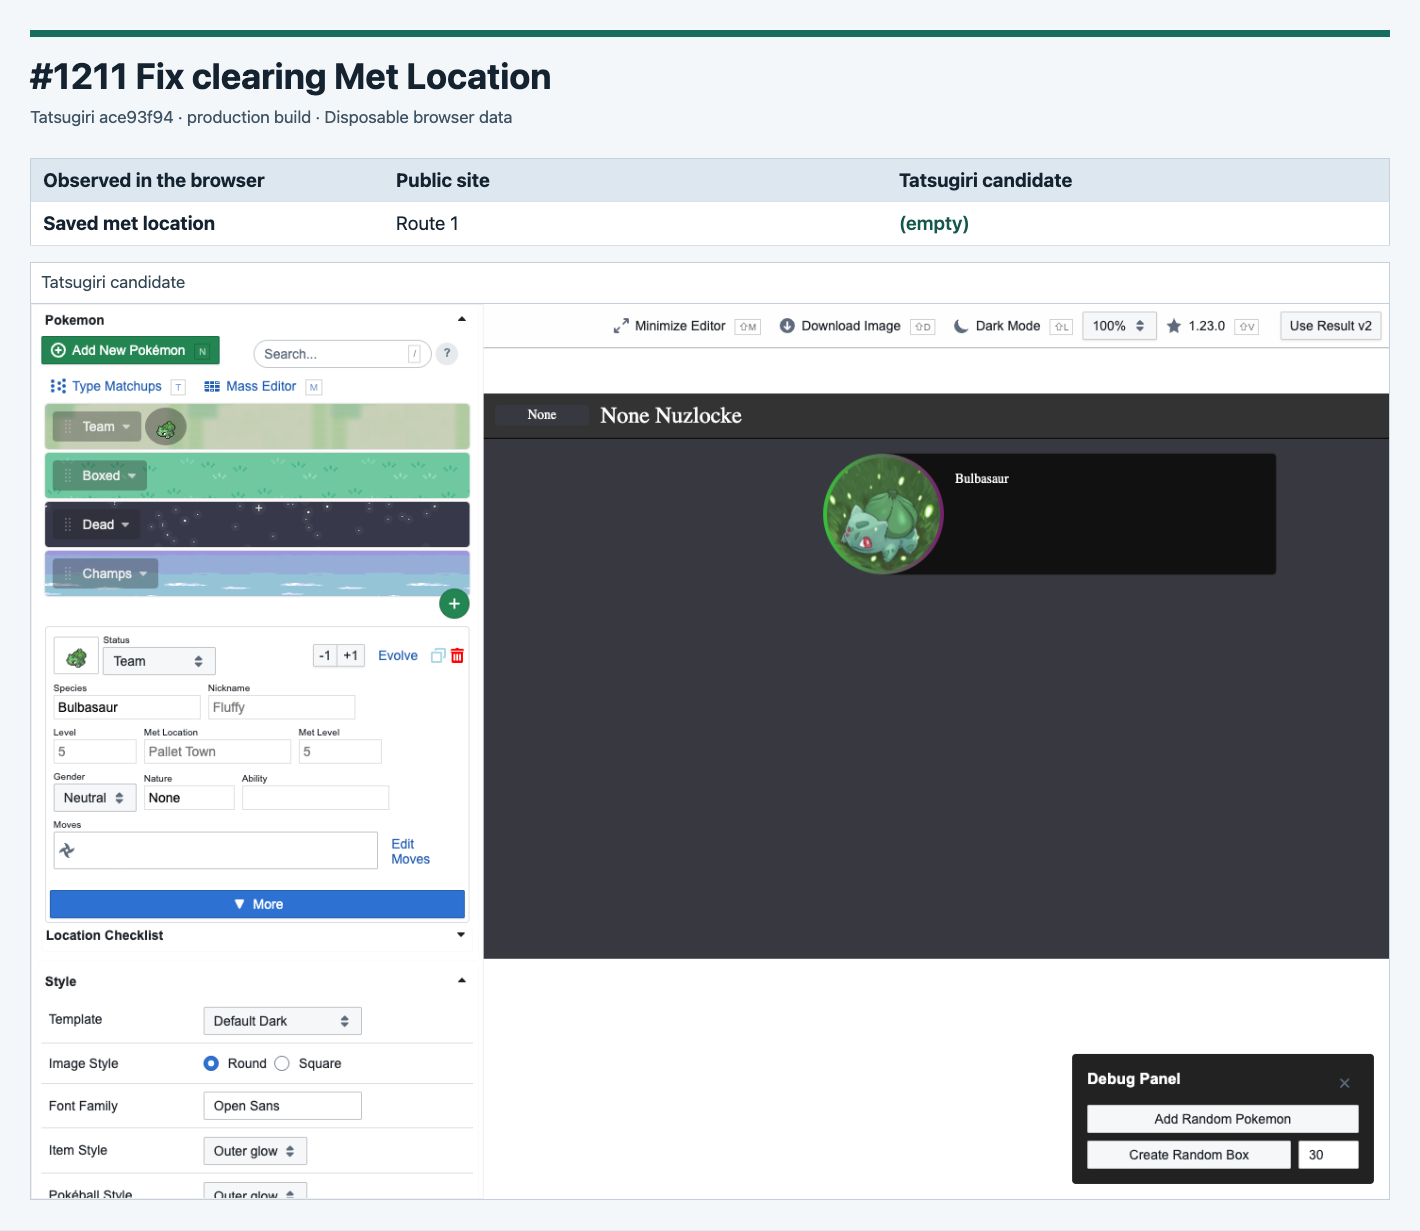 #1211 Fix clearing Met Location
Tatsugiri ace93f94 · production build · Disposable browser data
Observed in the browser Public site Tatsugiri candidate
Saved met location Route 1 (empty)
Tatsugiri candidate
Pokemon
Minimize Editor ⇧M Download Image ⇧D Dark Mode ⇧L 100% 1.23.0 ⇧V Use Result v2
Add New Pokémon N Search... / ?
Type Matchups T Mass Editor M
Team
Boxed
Dead
Champs
None None Nuzlocke
Bulbasaur
Status
Team -1 +1 Evolve
Species Nickname
Bulbasaur Fluffy
Level Met Location Met Level
5 Pallet Town 5
Gender Nature Ability
Neutral None
Moves
Edit
Moves
▼ More
Location Checklist
Style
Template Default Dark
Image Style Round Square
Font Family Open Sans
Item Style Outer glow
Pokéball Style Outer glow
Debug Panel
Add Random Pokemon
Create Random Box 30